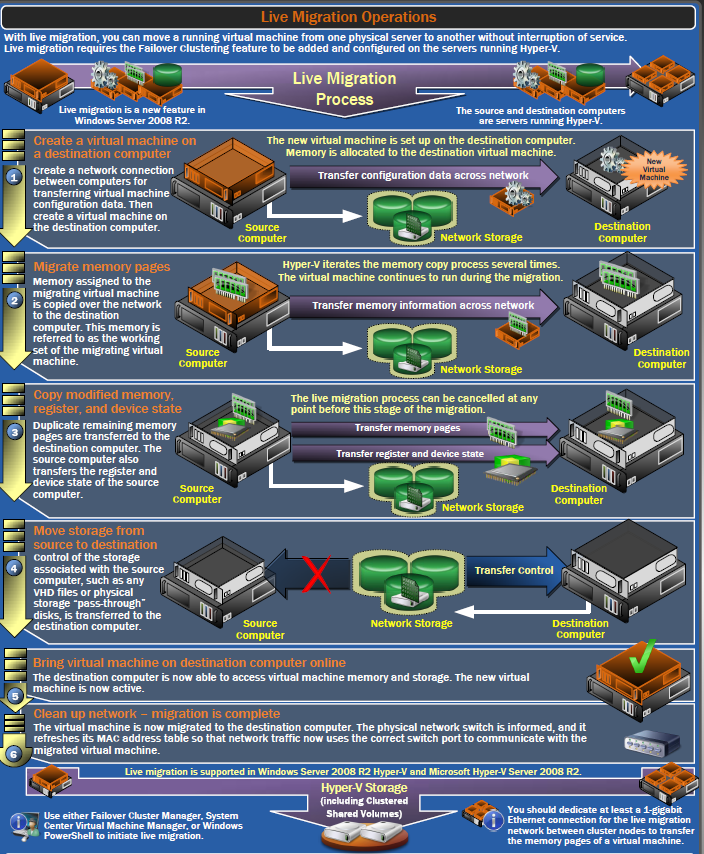 Live Migration Operations
With live migration, you can move a running virtual machine from one physical server to another without interruption of service.
Live migration requires the Failover Clustering feature to be added and configured on the servers running Hyper-V.
Live Migration
Process
Live migration is a new feature in
Windows Server 2008 R2.
The source and destination computers
are servers running Hyper-V.
1
Create a virtual machine on
a destination computer
Create a network connection
between computers for
transferring virtual machine
configuration data. Then
create a virtual machine on
the destination computer.
The new virtual machine is set up on the destination computer.
Memory is allocated to the destination virtual machine.
Transfer configuration data across network
New
Virtual
Machine
Source
Computer
Network Storage
Destination
Computer
2
Migrate memory pages
Memory assigned to the
migrating virtual machine
is copied over the network
to the destination
computer. This memory is
referred to as the working
set of the migrating virtual
machine.
Hyper-V iterates the memory copy process several times.
The virtual machine continues to run during the migration.
Transfer memory information across network
Source
Computer
Network Storage
Destination
Computer
3
Copy modified memory,
register, and device state
Duplicate remaining memory
pages are transferred to the
destination computer. The
source computer also
transfers the register and
device state of the source
computer.
The live migration process can be cancelled at any
point before this stage of the migration.
Transfer memory pages
Transfer register and device state
Source
Computer
Network Storage
Destination
Computer
4
Move storage from
source to destination
Control of the storage
associated with the source
computer, such as any
VHD files or physical
storage “pass-through”
disks, is transferred to the
destination computer.
X
Transfer Control
Source
Computer
Network Storage
Destination
Computer
5
Bring virtual machine on destination computer online
The destination computer is now able to access virtual machine memory and storage. The new virtual
machine is now active.
6
Clean up network – migration is complete
The virtual machine is now migrated to the destination computer. The physical network switch is informed, and it
refreshes its MAC address table so that network traffic now uses the correct switch port to communicate with the
migrated virtual machine.
Live migration is supported in Windows Server 2008 R2 Hyper-V and Microsoft Hyper-V Server 2008 R2.
Hyper-V Storage
(including Clustered
Shared Volumes)
Use either Failover Cluster Manager, System
Center Virtual Machine Manager, or Windows
PowerShell to initiate live migration.
You should dedicate at least a 1-gigabit
Ethernet connection for the live migration
network between cluster nodes to transfer
the memory pages of a virtual machine.